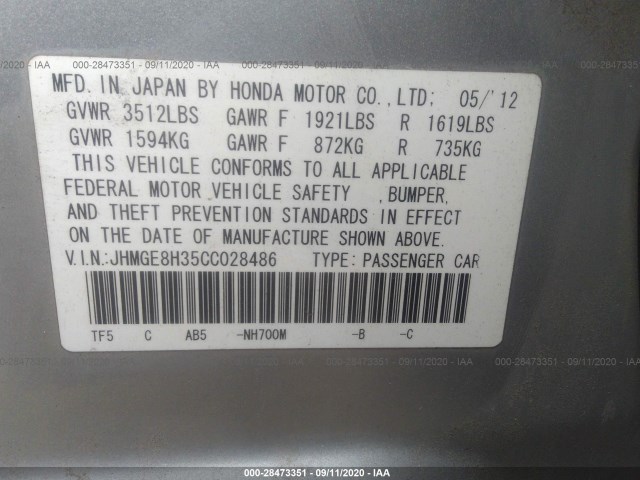 000-28473351 - 09/11/2020 - IAA
MFD. IN JAPAN BY HONDA MOTOR CO.,LTD: 05/'12
GVWR 3512LBS GAWR F 1921LBS R 1619LBS
GVWR 1594KG GAWR F 872KG R 735KG
THIS VEHICLE CONFORMS TO ALL APPLICABLE
FEDERAL MOTOR VEHICLE SAFETY ,BUMPER,
AND THEFT PREVENTION STANDARDS IN EFFECT
ON THE DATE OF MANUFACTURE SHOWN ABOVE.
V.I.N.:JHMGE8H35CC028486 TYPE: PASSENGER CAR
TF5 C AB5 -NH700M -B -C
000-28473351 - 09/11/2020 - IAA